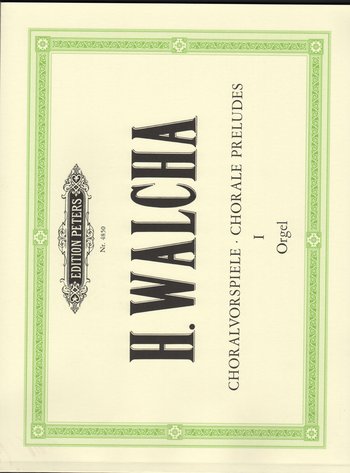 EDITION PETERS
Nr. 4850
H. WALCHA
CHORALVORSPIELE · CHORALE PRELUDES
I
Orgel